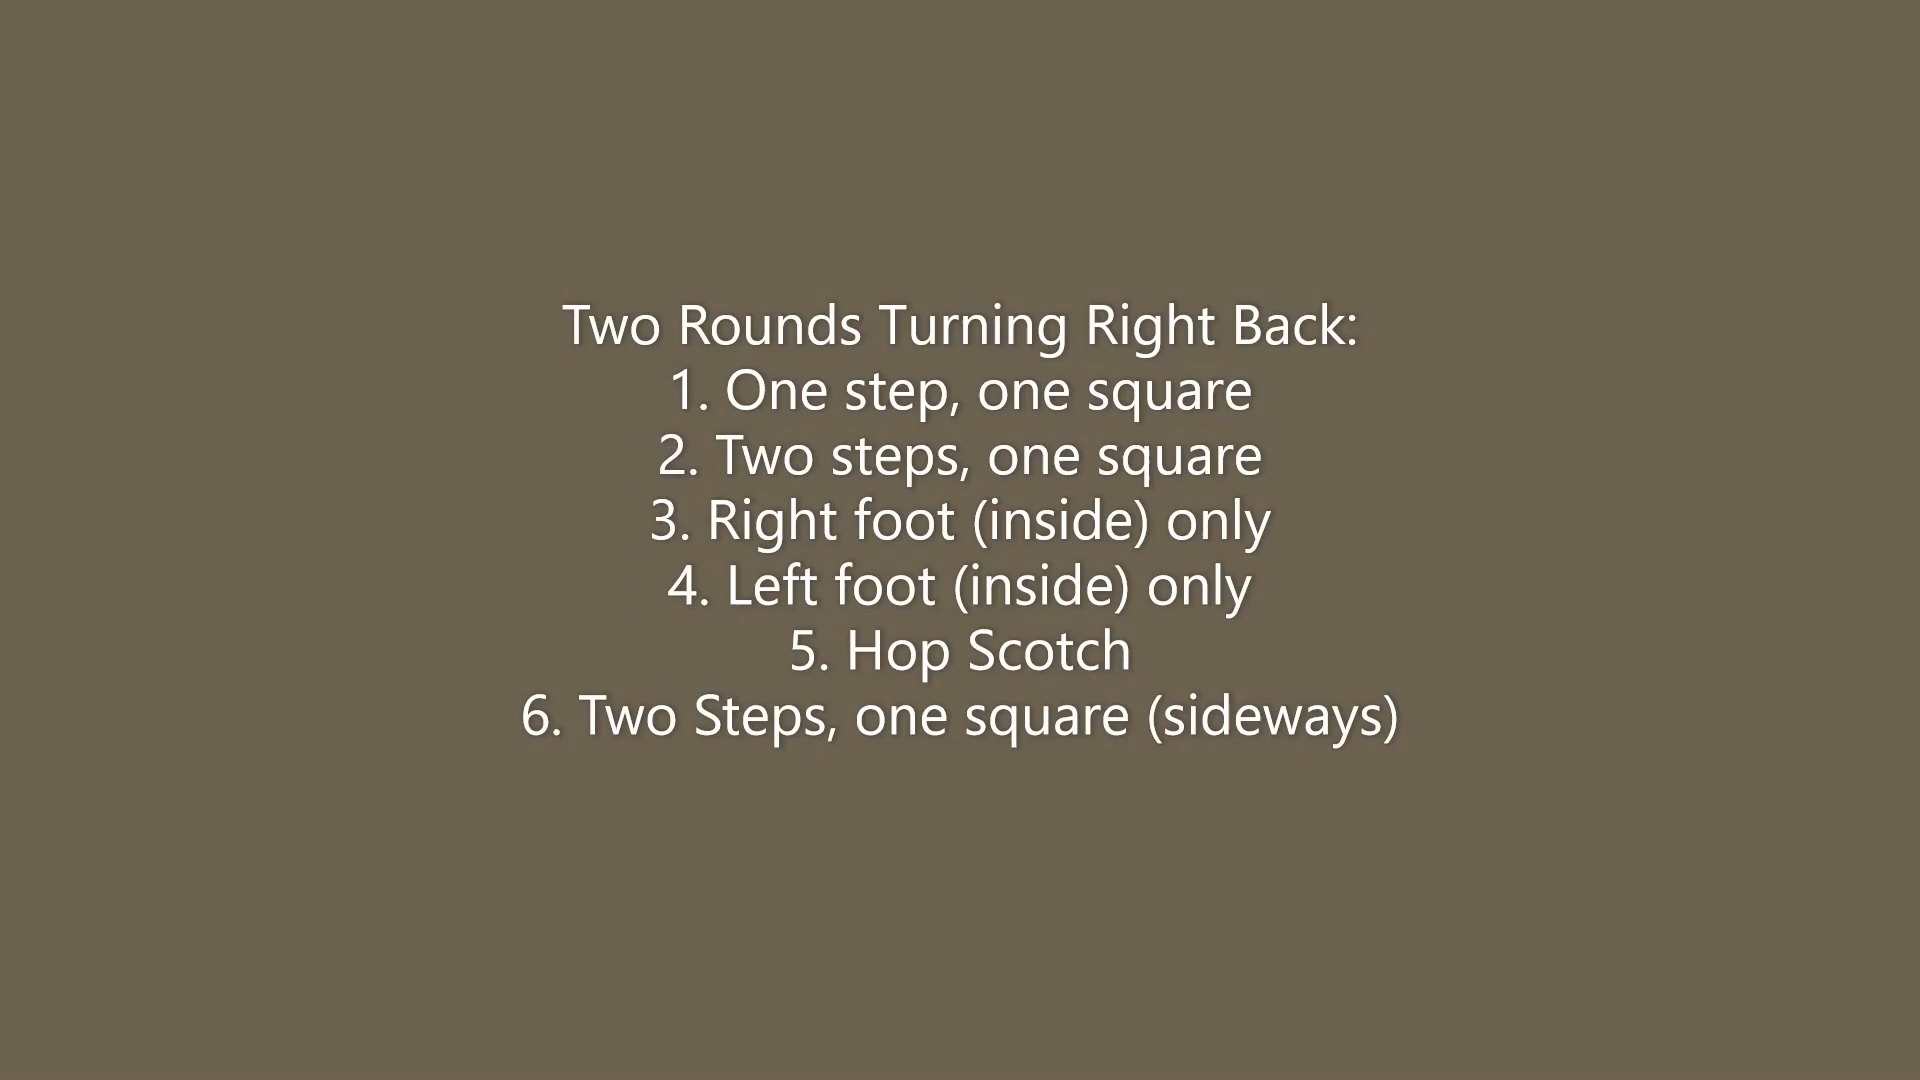 Two Rounds Turning Right Back:
1. One step, one square
2. Two steps, one square
3. Right foot (inside) only
4. Left foot (inside) only
5. Hop Scotch
6. Two Steps, one square (sideways)